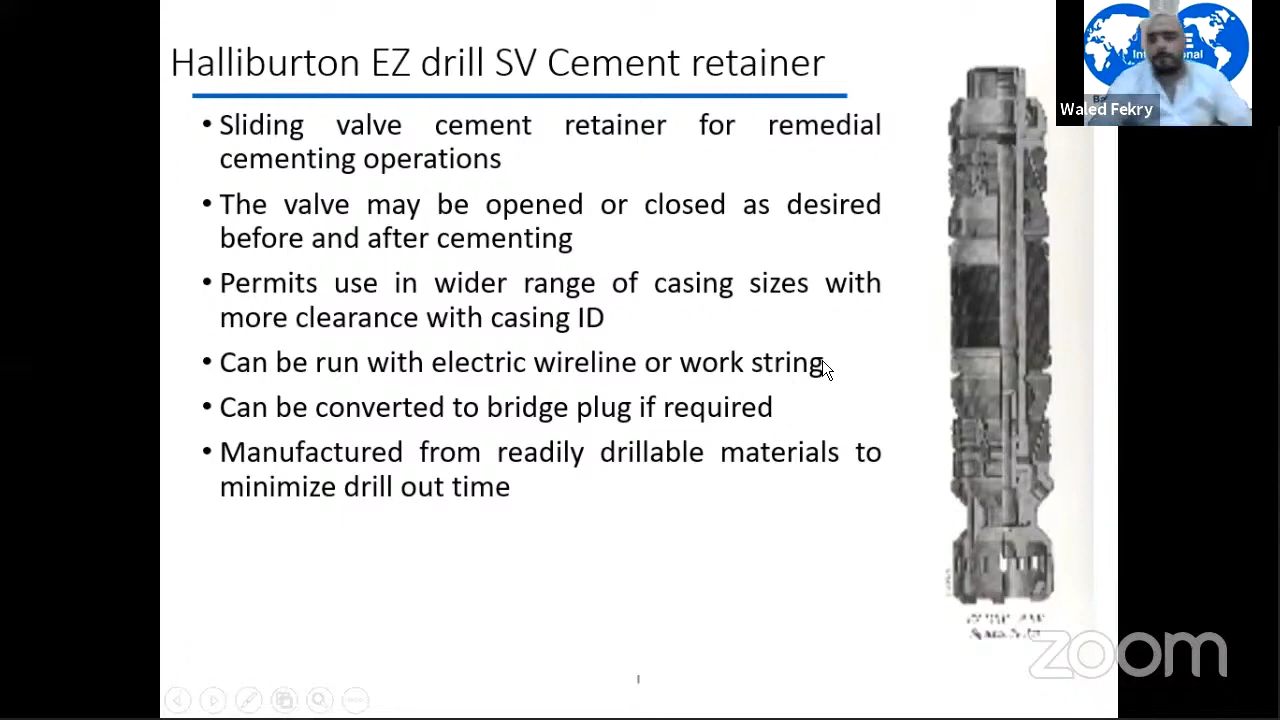 Halliburton EZ drill SV Cement retainer
• Sliding valve cement retainer for remedial
cementing operations
• The valve may be opened or closed as desired
before and after cementing
• Permits use in wider range of casing sizes with
more clearance with casing ID
• Can be run with electric wireline or work string
• Can be converted to bridge plug if required
• Manufactured from readily drillable materials to
minimize drill out time
Waled Fekry
zoom